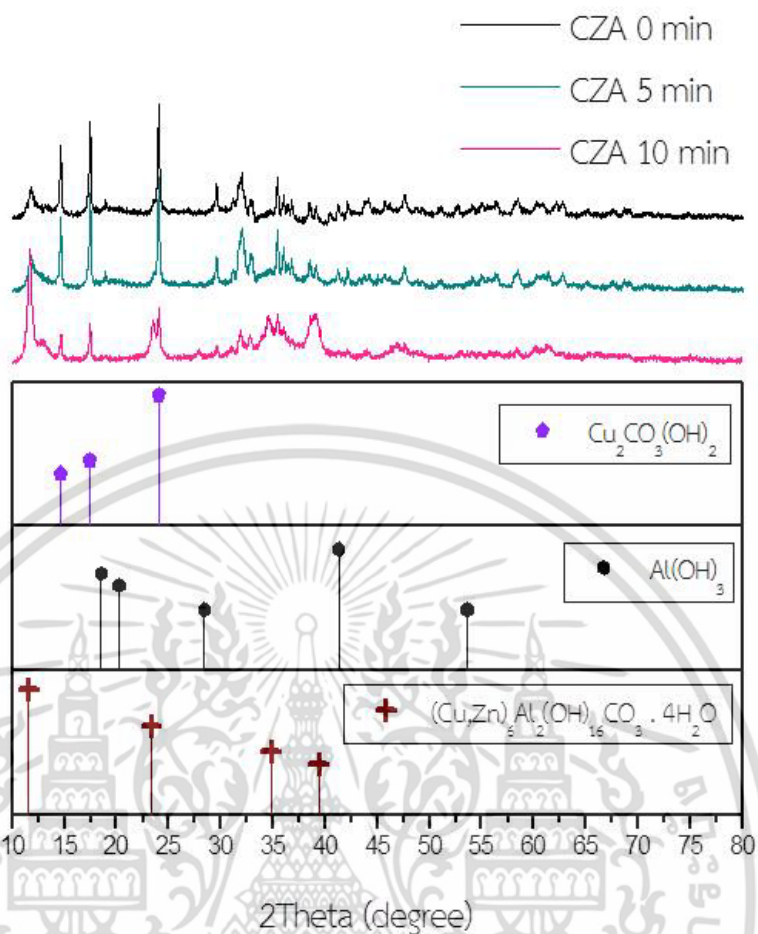 CZA 0 min
CZA 5 min
CZA 10 min
Cu₂CO₃(OH)₂
Al(OH)₃
(Cu,Zn)₆Al₂(OH)₁₆CO₃ . 4H₂O
10 15 20 25 30 35 40 45 50 55 60 65 70 75 80
2Theta (degree)